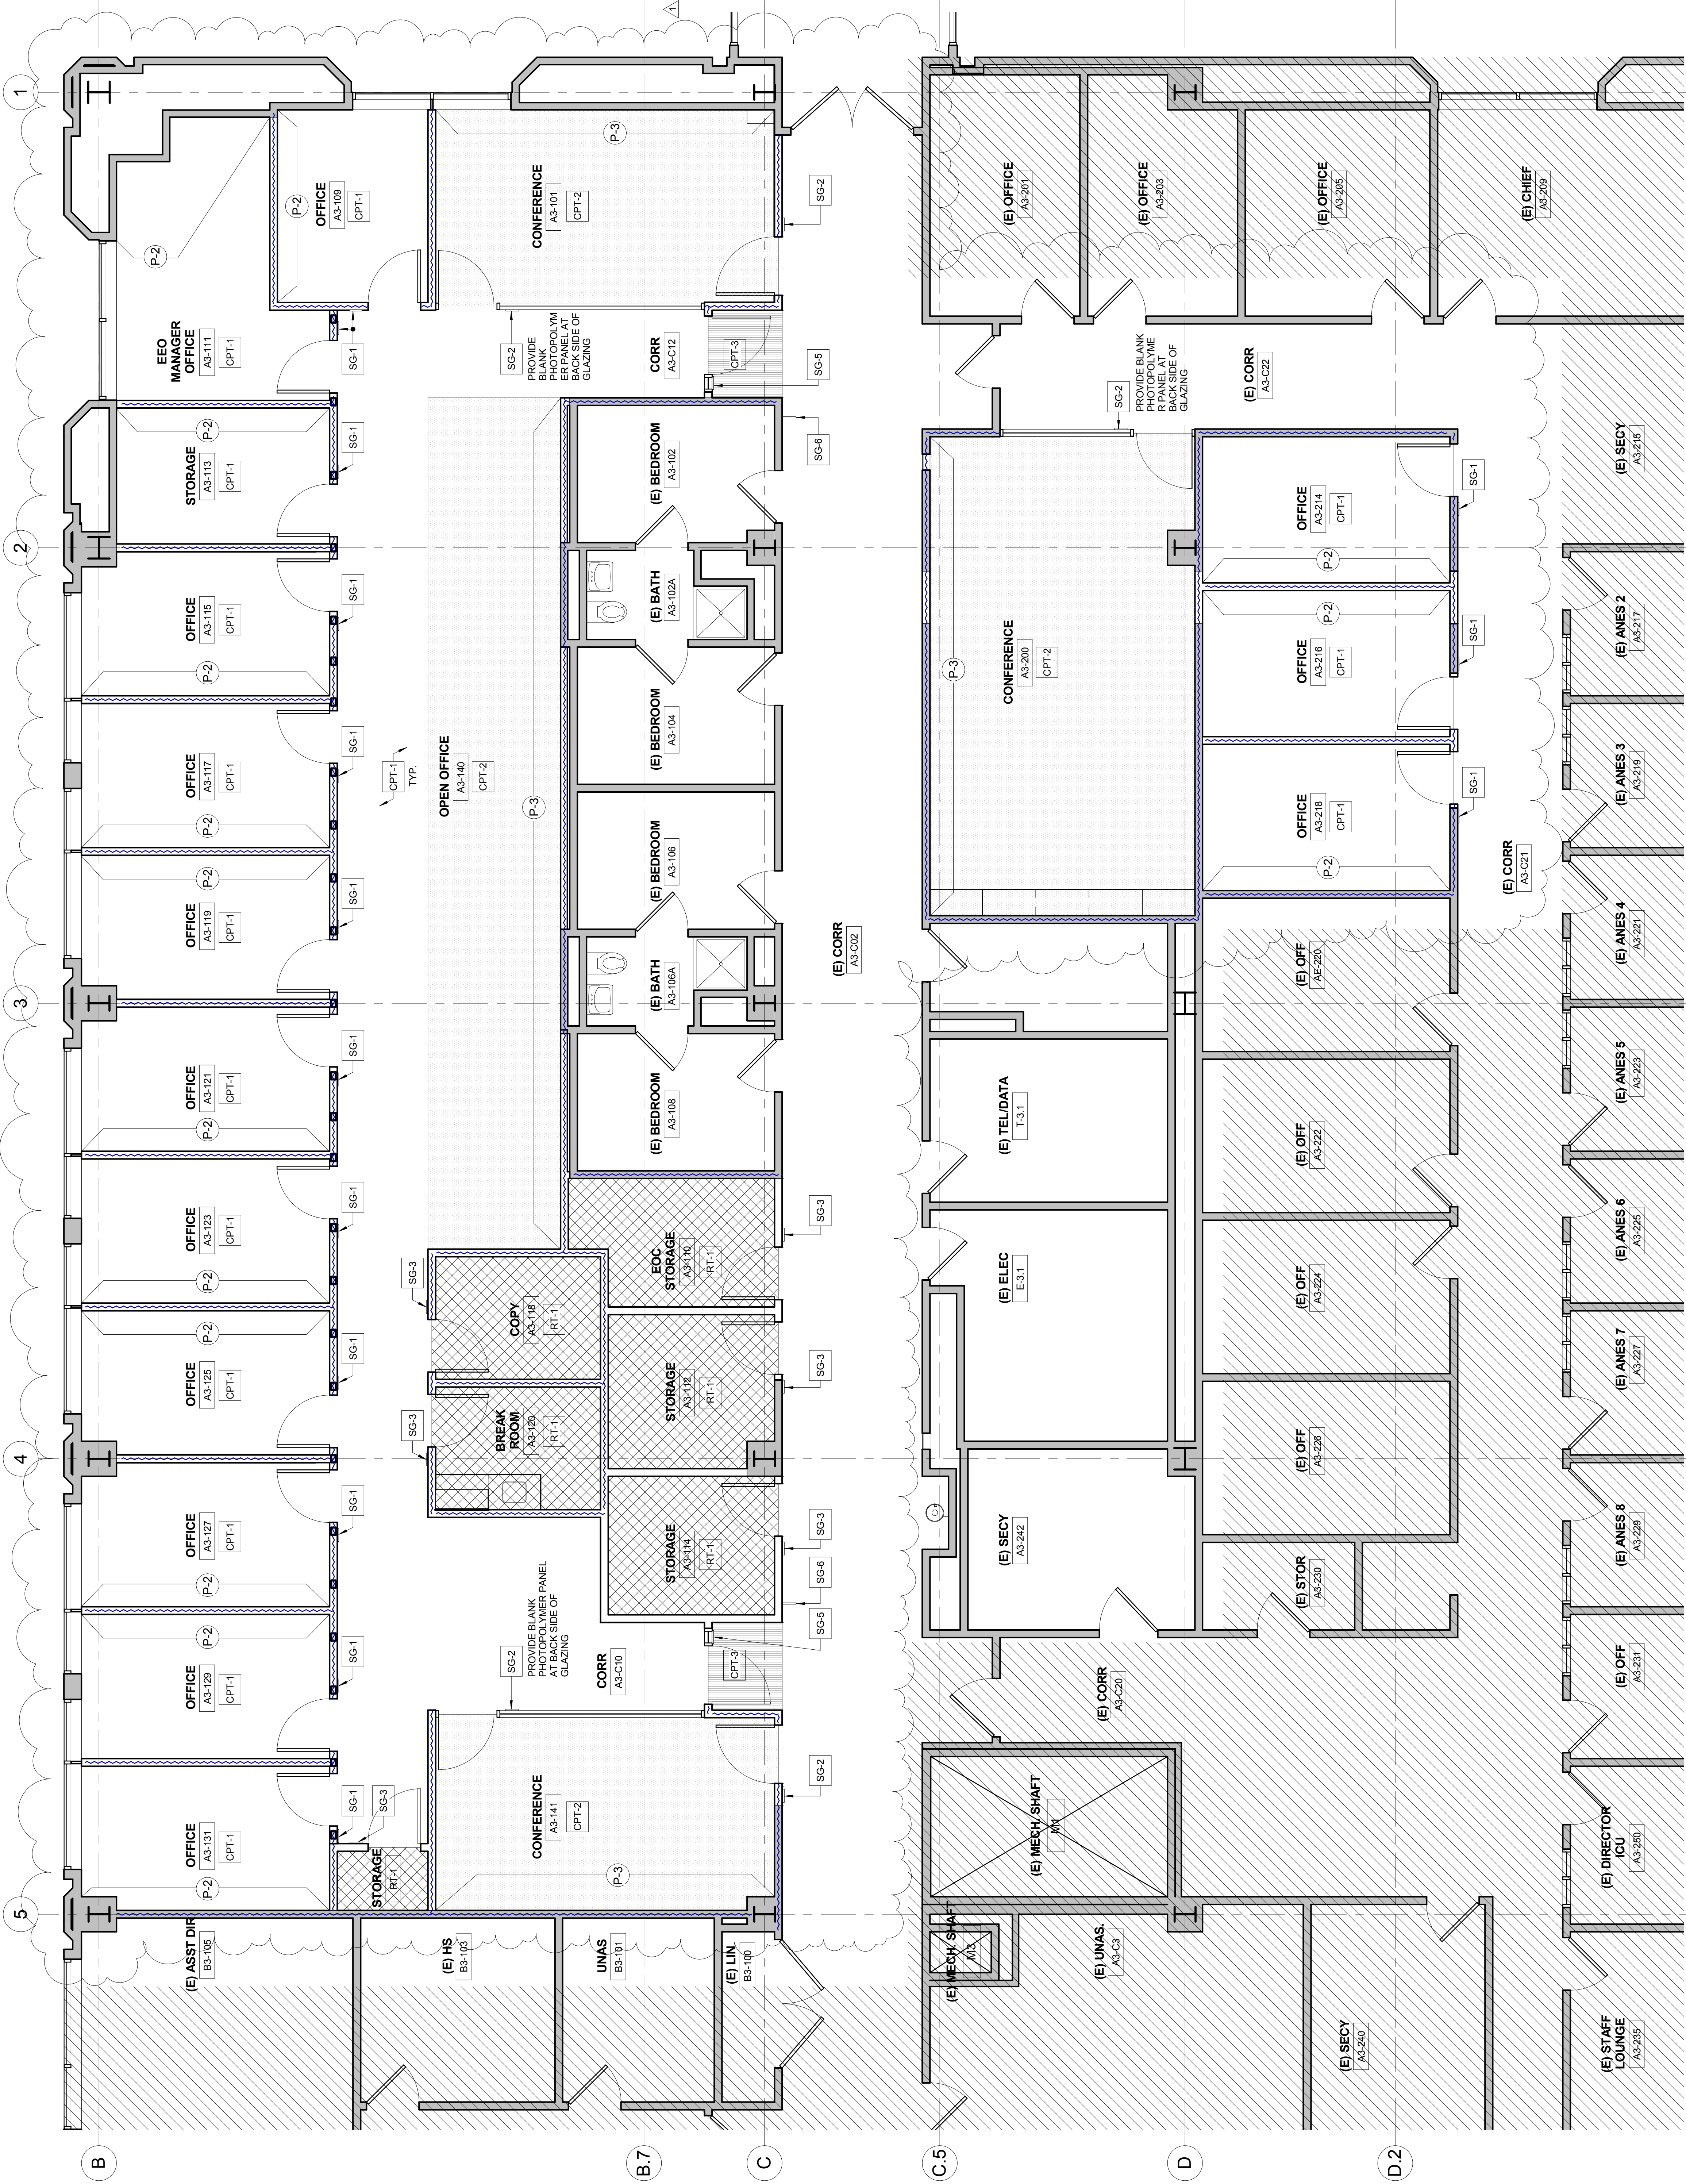 5
4
3
2
1
1
B
B.7
C
C.5
D
D.2
(E) ASST DIR
B3-105
OFFICE
A3-131
CPT-1
P-2
OFFICE
A3-129
CPT-1
P-2
OFFICE
A3-127
CPT-1
P-2
OFFICE
A3-125
CPT-1
P-2
OFFICE
A3-123
CPT-1
P-2
OFFICE
A3-121
CPT-1
P-2
OFFICE
A3-119
CPT-1
P-2
OFFICE
A3-117
CPT-1
P-2
OFFICE
A3-115
CPT-1
P-2
STORAGE
A3-113
CPT-1
P-2
EEO
MANAGER
OFFICE
A3-111
CPT-1
P-2
OFFICE
A3-109
CPT-1
P-2
SG-1
SG-3
SG-1
SG-1
SG-1
SG-1
SG-1
SG-1
SG-1
SG-1
SG-1
SG-1
STORAGE
RT-1
SG-3
SG-3
CPT-1
TYP.
OPEN OFFICE
A3-140
CPT-2
P-3
(E) HS
B3-103
UNAS
B3-101
(E) LIN
B3-100
CONFERENCE
A3-141
CPT-2
P-3
SG-2
PROVIDE BLANK
PHOTOPOLYMER PANEL
AT BACK SIDE OF
GLAZING
CORR
A3-C10
CPT-3
BREAK
ROOM
A3-120
RT-1
COPY
A3-118
RT-1
STORAGE
A3-114
RT-1
STORAGE
A3-112
RT-1
EOC
STORAGE
A3-110
RT-1
(E) BEDROOM
A3-108
(E) BATH
A3-106A
(E) BEDROOM
A3-106
(E) BEDROOM
A3-104
(E) BATH
A3-102A
(E) BEDROOM
A3-102
SG-2
PROVIDE
BLANK
PHOTOPOLYM
ER PANEL AT
BACK SIDE OF
GLAZING
CORR
A3-C12
CPT-3
CONFERENCE
A3-101
CPT-2
P-3
SG-2
SG-5
SG-6
SG-3
SG-3
SG-3
SG-6
SG-5
SG-2
(E) CORR
A3-C02
(E) MECH. SHAFT
M3
(E) MECH. SHAFT
M1
(E) UNAS.
A3-C3
(E) CORR
A3-C20
(E) SECY
A3-242
(E) ELEC
E-3.1
(E) TEL/DATA
T-3.1
CONFERENCE
A3-200
CPT-2
P-3
SG-2
PROVIDE BLANK
PHOTOPOLYME
R PANEL AT
BACK SIDE OF
GLAZING
(E) CORR
A3-C22
(E) OFFICE
A3-201
(E) OFFICE
A3-203
(E) OFFICE
A3-205
(E) CHIEF
A3-209
(E) SECY
A3-240
(E) STOR
A3-230
(E) OFF
A3-226
(E) OFF
A3-224
(E) OFF
A3-222
(E) OFF
AE-220
OFFICE
A3-218
CPT-1
P-2
OFFICE
A3-216
CPT-1
P-2
OFFICE
A3-214
CPT-1
P-2
SG-1
SG-1
SG-1
(E) CORR
A3-C21
(E) STAFF
LOUNGE
A3-235
(E) DIRECTOR
ICU
A3-250
(E) OFF
A3-231
(E) ANES 8
A3-229
(E) ANES 7
A3-227
(E) ANES 6
A3-225
(E) ANES 5
A3-223
(E) ANES 4
A3-221
(E) ANES 3
A3-219
(E) ANES 2
A3-217
(E) SECY
A3-215